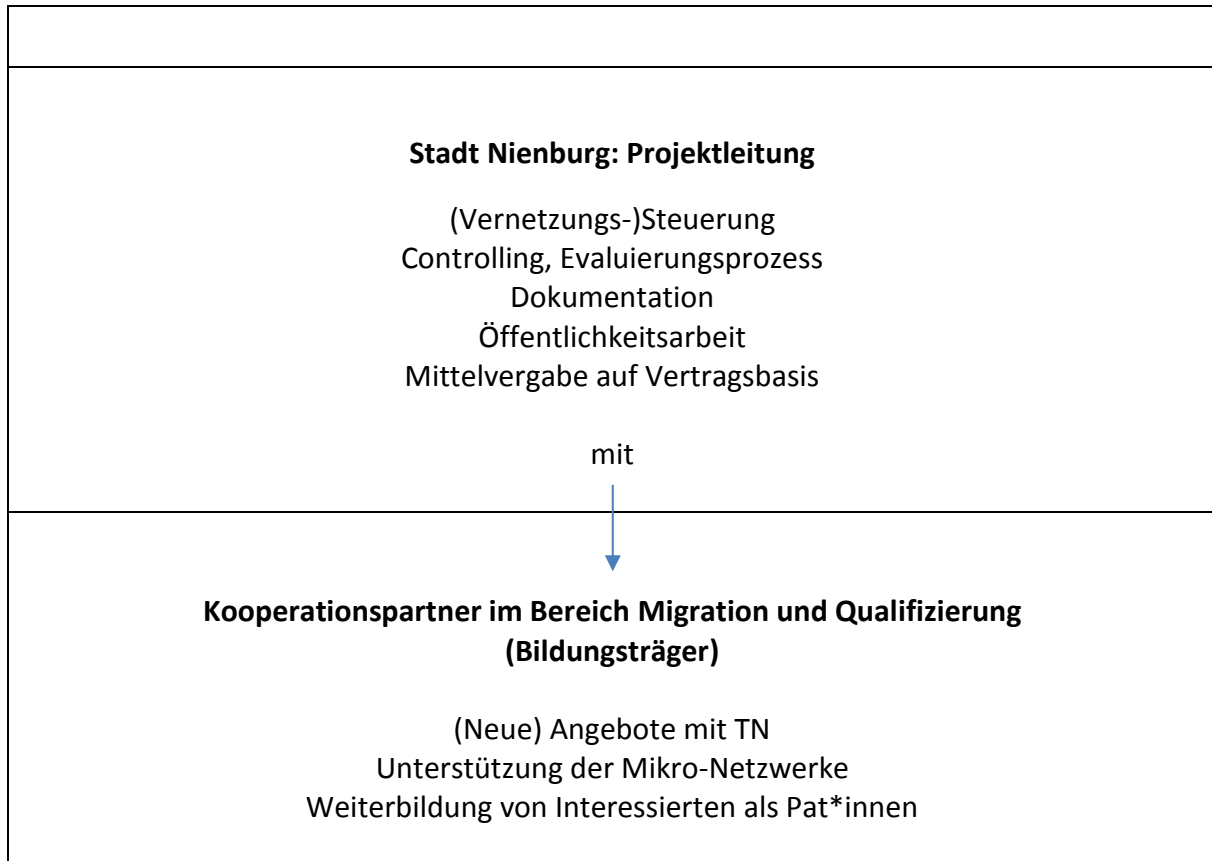 Stadt Nienburg: Projektleitung
(Vernetzungs-)Steuerung
Controlling, Evaluierungsprozess
Dokumentation
Öffentlichkeitsarbeit
Mittelvergabe auf Vertragsbasis
mit
Kooperationspartner im Bereich Migration und Qualifizierung
(Bildungsträger)
(Neue) Angebote mit TN
Unterstützung der Mikro-Netzwerke
Weiterbildung von Interessierten als Pat*innen